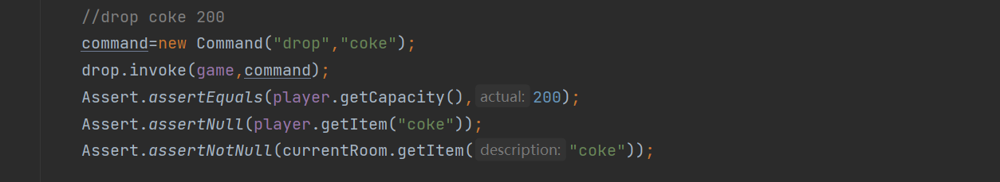 //drop coke 200
command=new Command("drop","coke");
drop.invoke(game,command);
Assert.assertEquals(player.getCapacity(), actual: 200);
Assert.assertNull(player.getItem("coke"));
Assert.assertNotNull(currentRoom.getItem( description: "coke"));